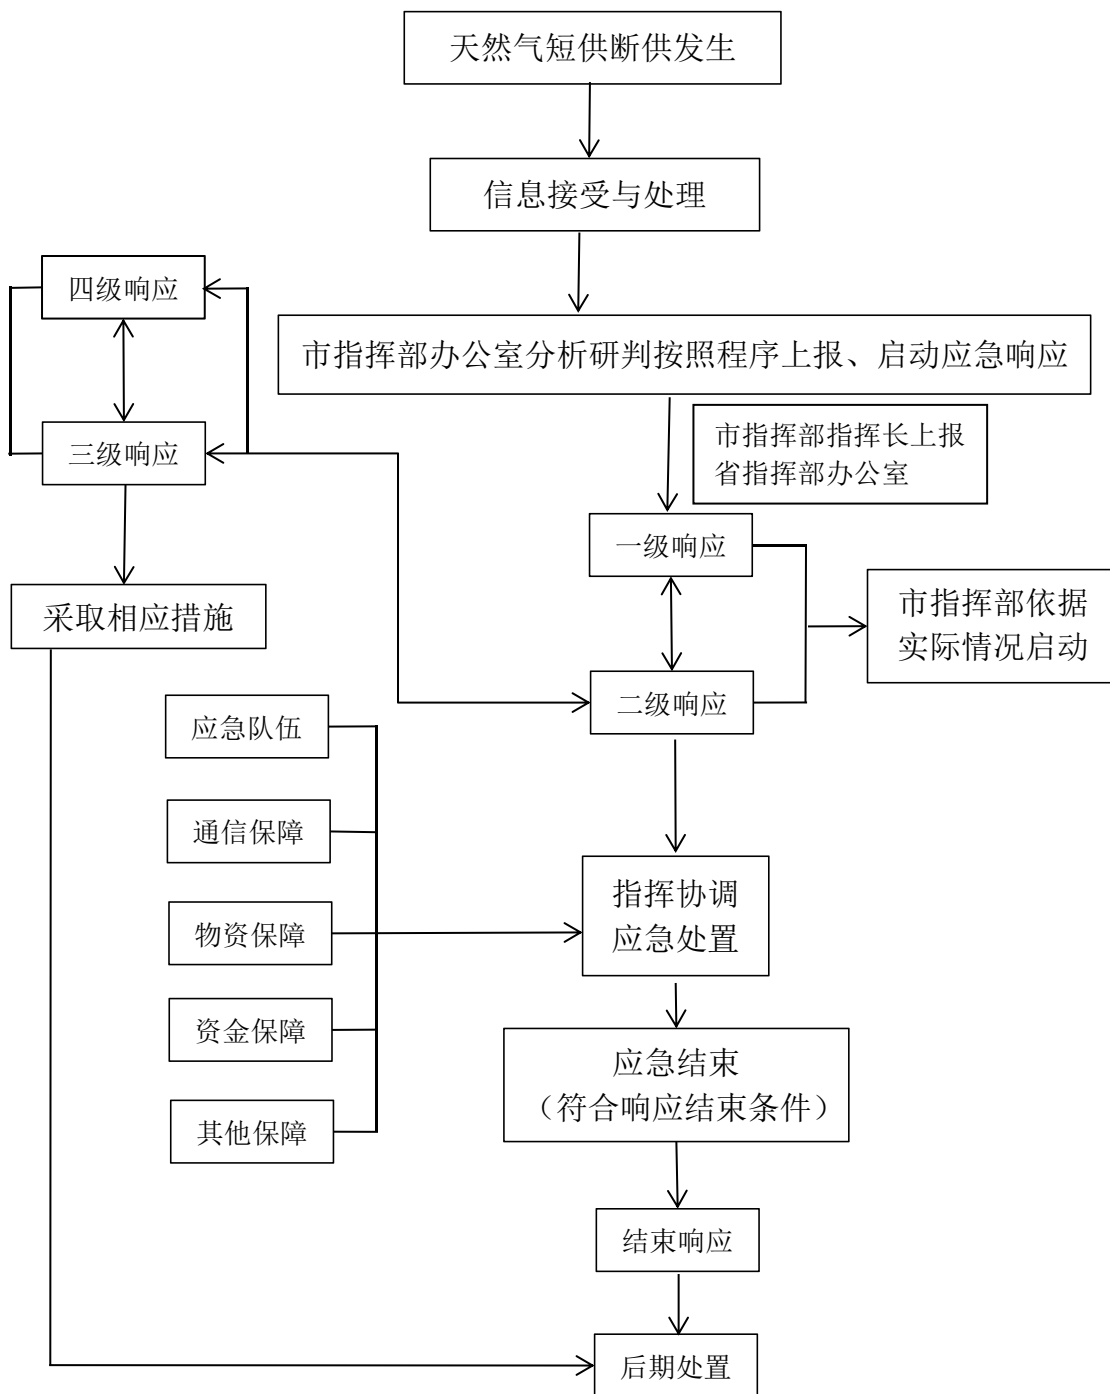 天然气短供断供发生
信息接受与处理
四级响应
市指挥部办公室分析研判按照程序上报、启动应急响应
市指挥部指挥长上报
省指挥部办公室
三级响应
一级响应
采取相应措施
市指挥部依据
实际情况启动
二级响应
应急队伍
通信保障
指挥协调
应急处置
物资保障
资金保障
应急结束
（符合响应结束条件）
其他保障
结束响应
后期处置